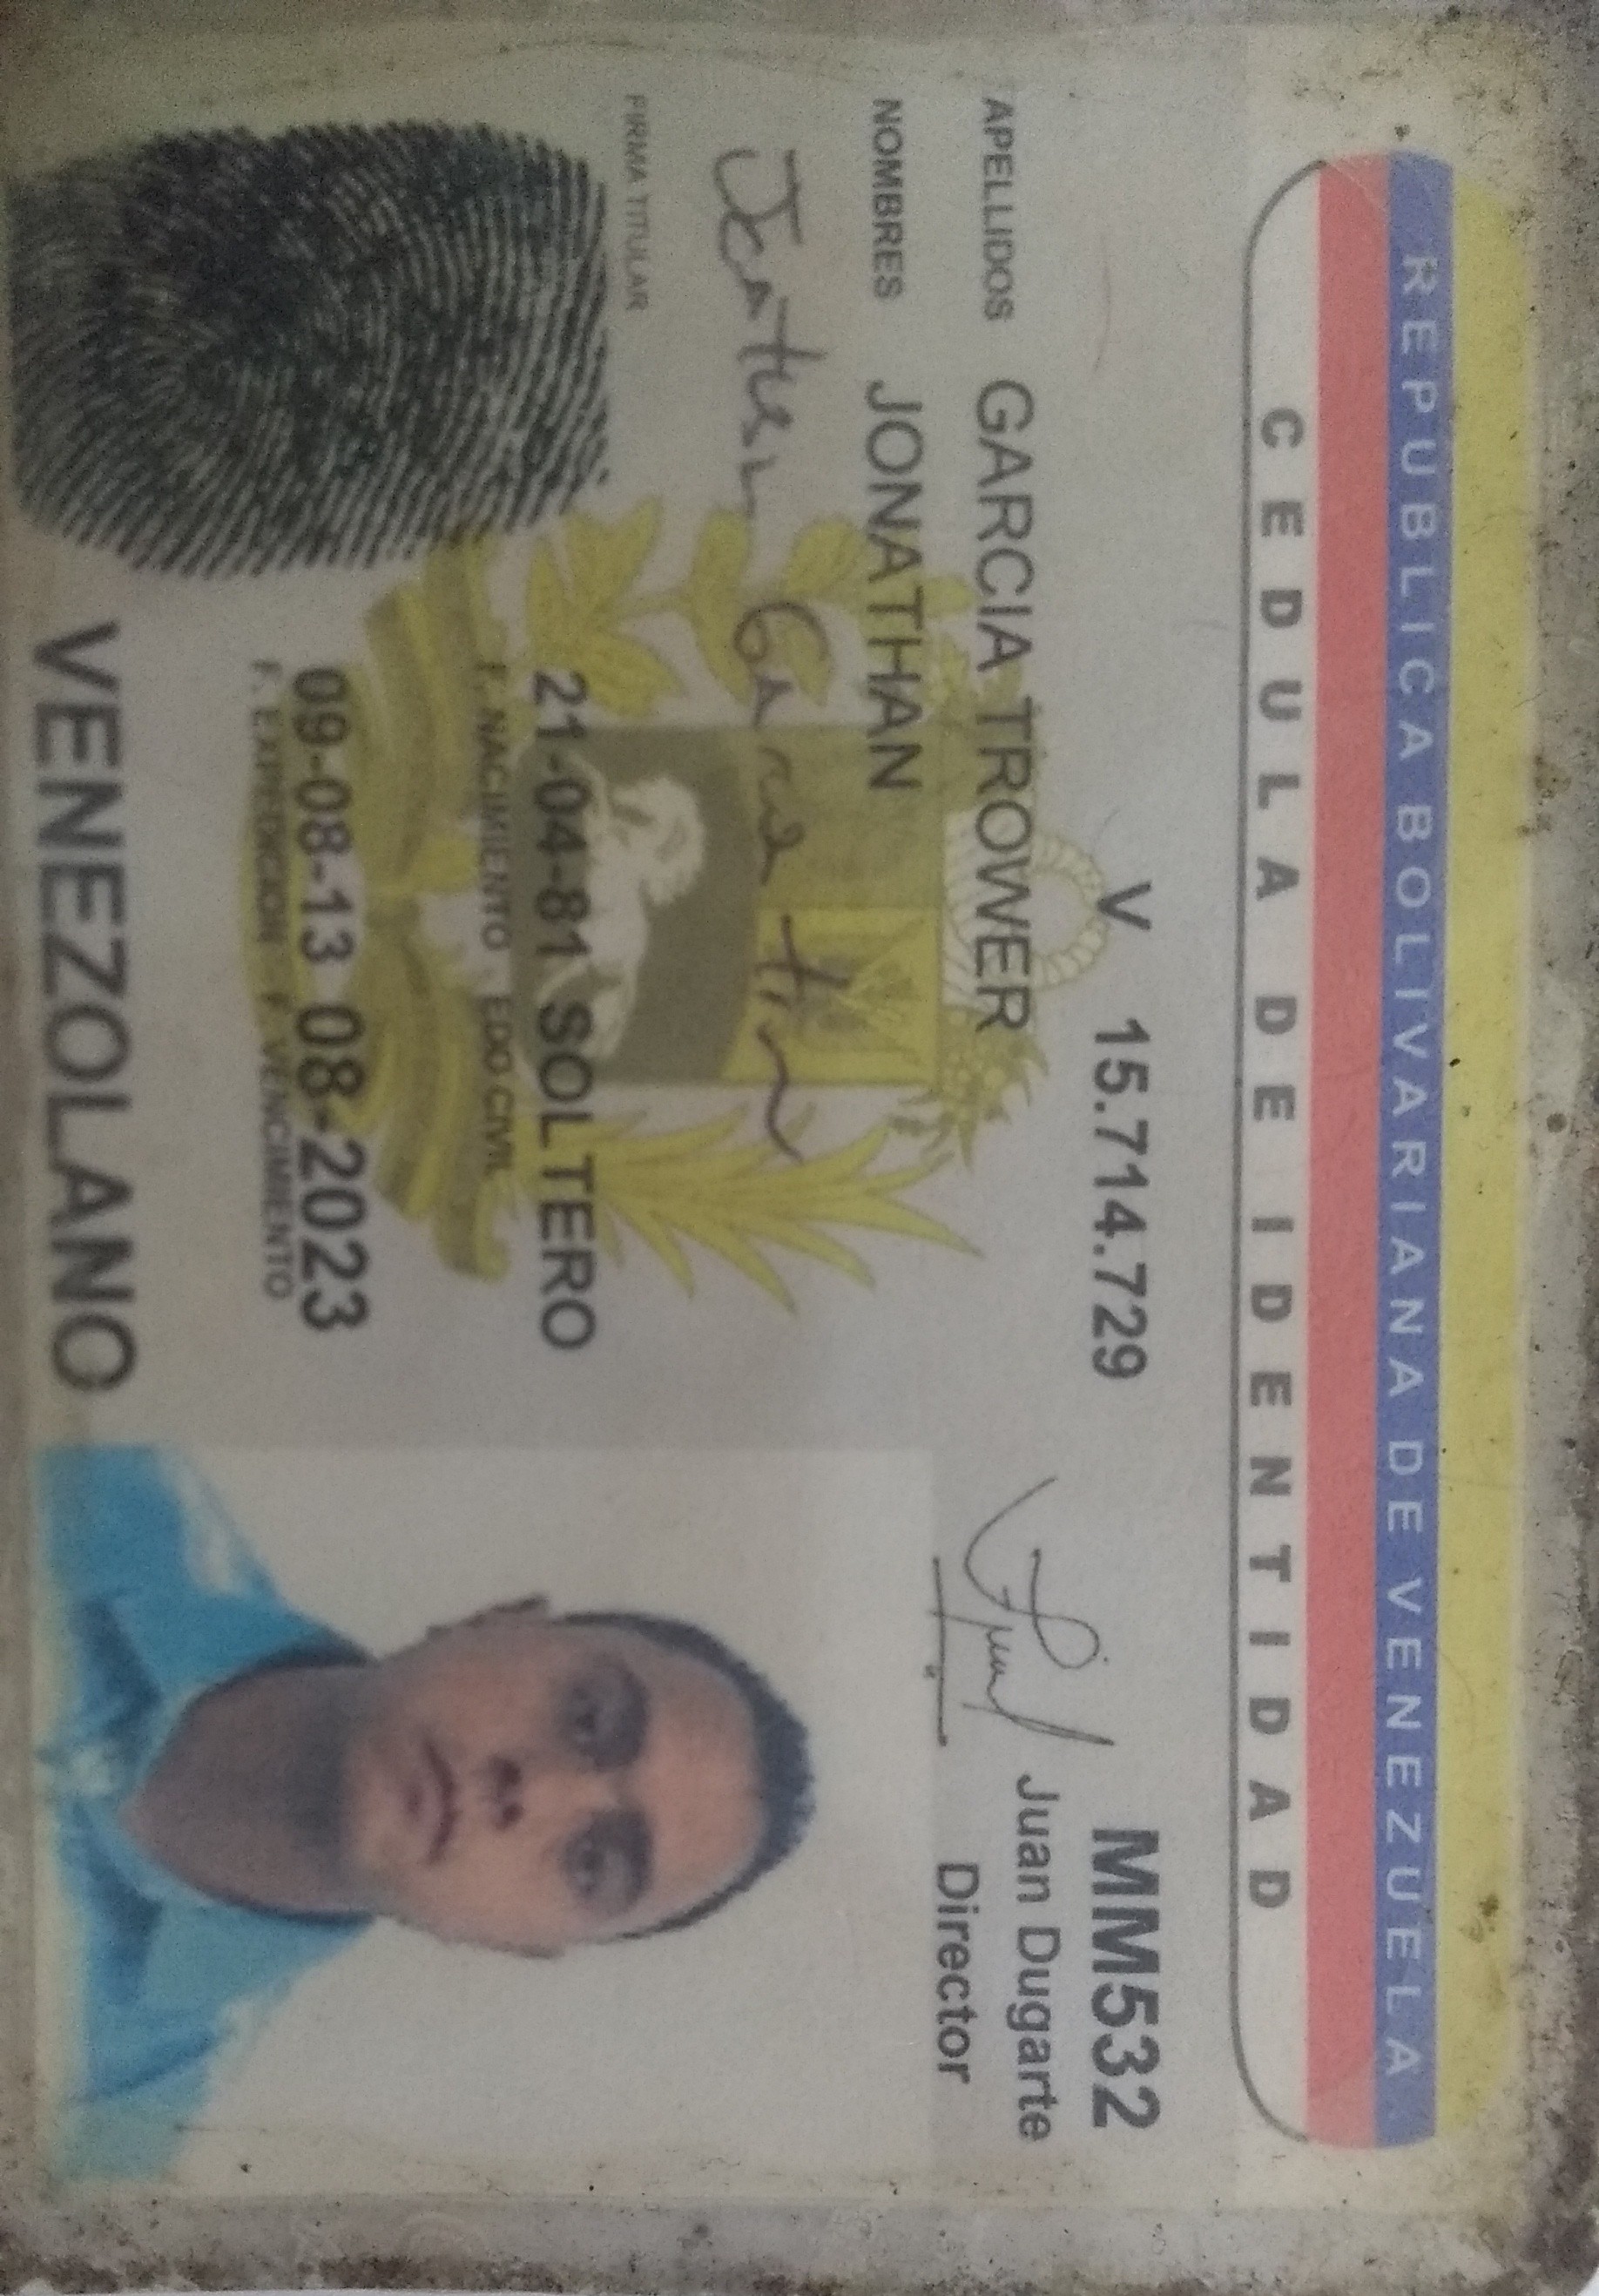 REPUBLICA BOLIVARIANA DE VENEZUELA
CEDULA DE IDENTIDAD
V 15.714.729
MM532
APELLIDOS GARCIA TROWER
Juan Dugarte
Director
NOMBRES JONATHAN
FIRMA TITULAR
21-04-81 SOLTERO
F. NACIMIENTO EDO CIVIL
09-08-13 08-2023
F. EXPEDICION F. VENCIMIENTO
VENEZOLANO